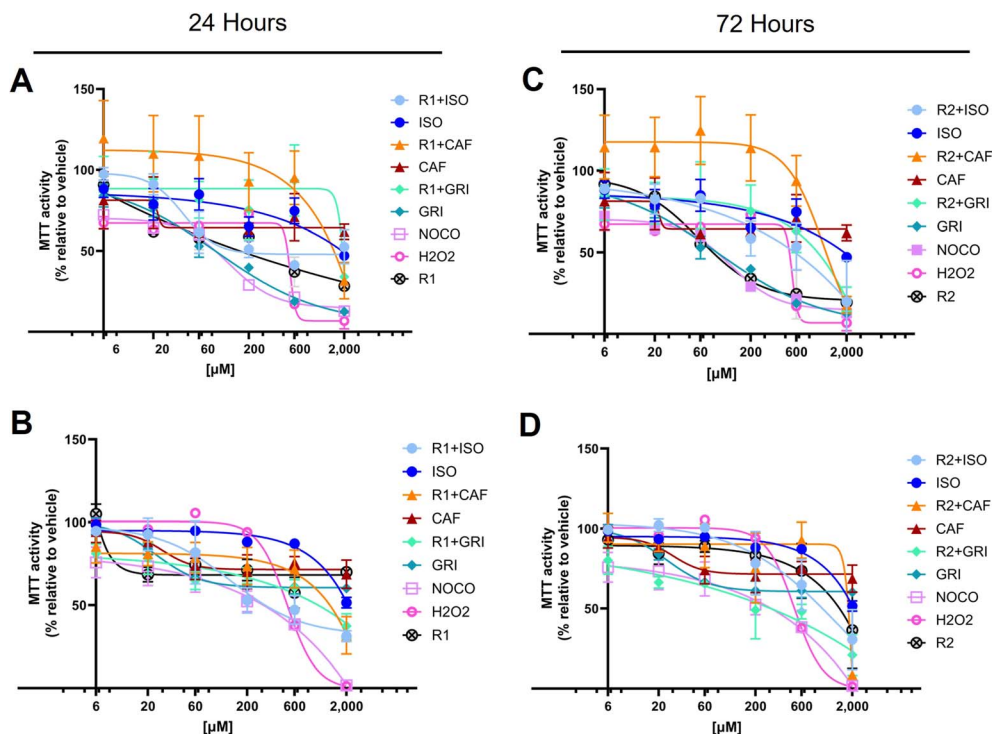 24 Hours
72 Hours
A
150
100
50
MTT activity
(% relative to vehicle)
6 20 60 200 600 2,000
[µM]
R1+ISO
ISO
R1+CAF
CAF
R1+GRI
GRI
NOCO
H2O2
R1
C
150
100
50
MTT activity
(% relative to vehicle)
6 20 60 200 600 2,000
[µM]
R2+ISO
ISO
R2+CAF
CAF
R2+GRI
GRI
NOCO
H2O2
R2
B
150
100
50
MTT activity
(% relative to vehicle)
6 20 60 200 600 2,000
[µM]
R1+ISO
ISO
R1+CAF
CAF
R1+GRI
GRI
NOCO
H2O2
R1
D
150
100
50
MTT activity
(% relative to vehicle)
6 20 60 200 600 2,000
[µM]
R2+ISO
ISO
R2+CAF
CAF
R2+GRI
GRI
NOCO
H2O2
R2